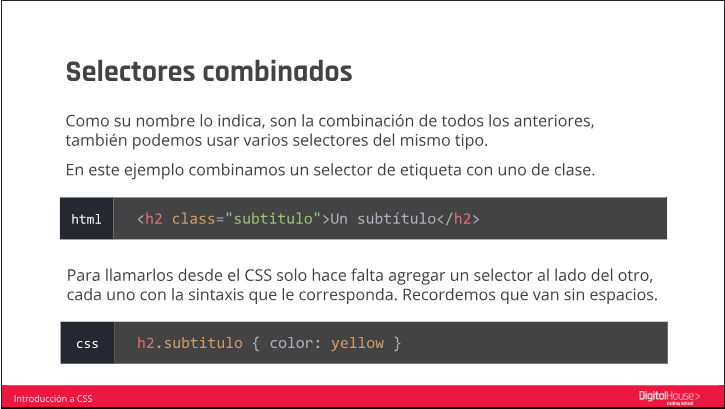 Selectores combinados
Como su nombre lo indica, son la combinación de todos los anteriores,
también podemos usar varios selectores del mismo tipo.
En este ejemplo combinamos un selector de etiqueta con uno de clase.
html
<h2 class="subtitulo">Un subtítulo</h2>
Para llamarlos desde el CSS solo hace falta agregar un selector al lado del otro,
cada uno con la sintaxis que le corresponda. Recordemos que van sin espacios.
css
h2.subtitulo { color: yellow }
Introducción a CSS
DigitalHouse>
Coding School